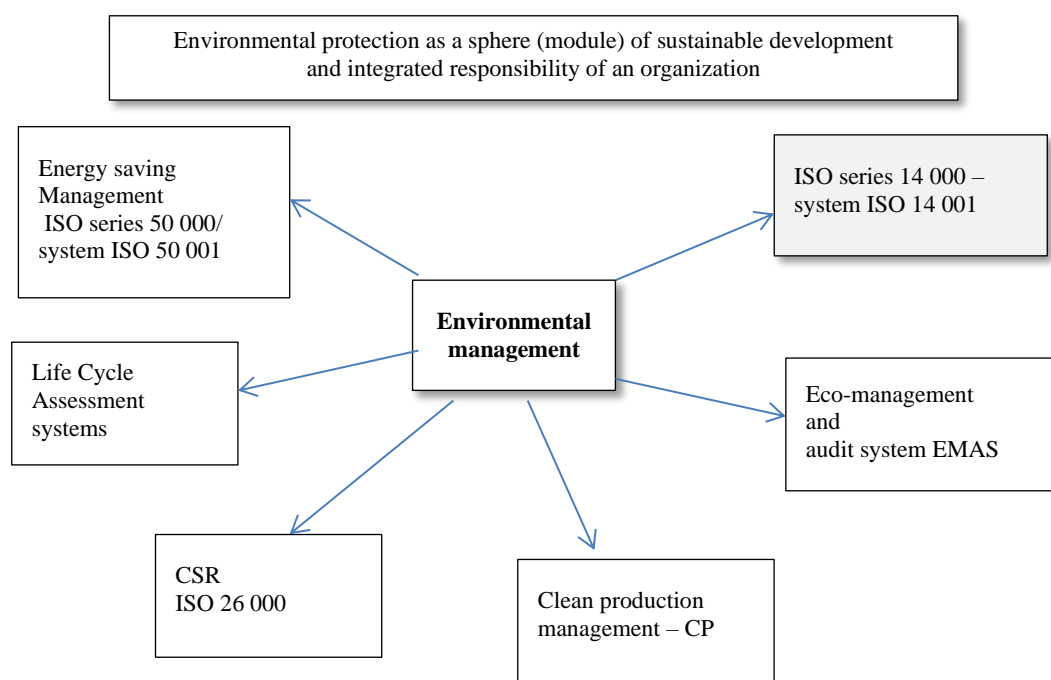 Environmental protection as a sphere (module) of sustainable development
and integrated responsibility of an organization
Energy saving
Management
ISO series 50 000/
system ISO 50 001
ISO series 14 000 –
system ISO 14 001
Environmental
management
Life Cycle
Assessment
systems
Eco-management
and
audit system EMAS
CSR
ISO 26 000
Clean production
management – CP